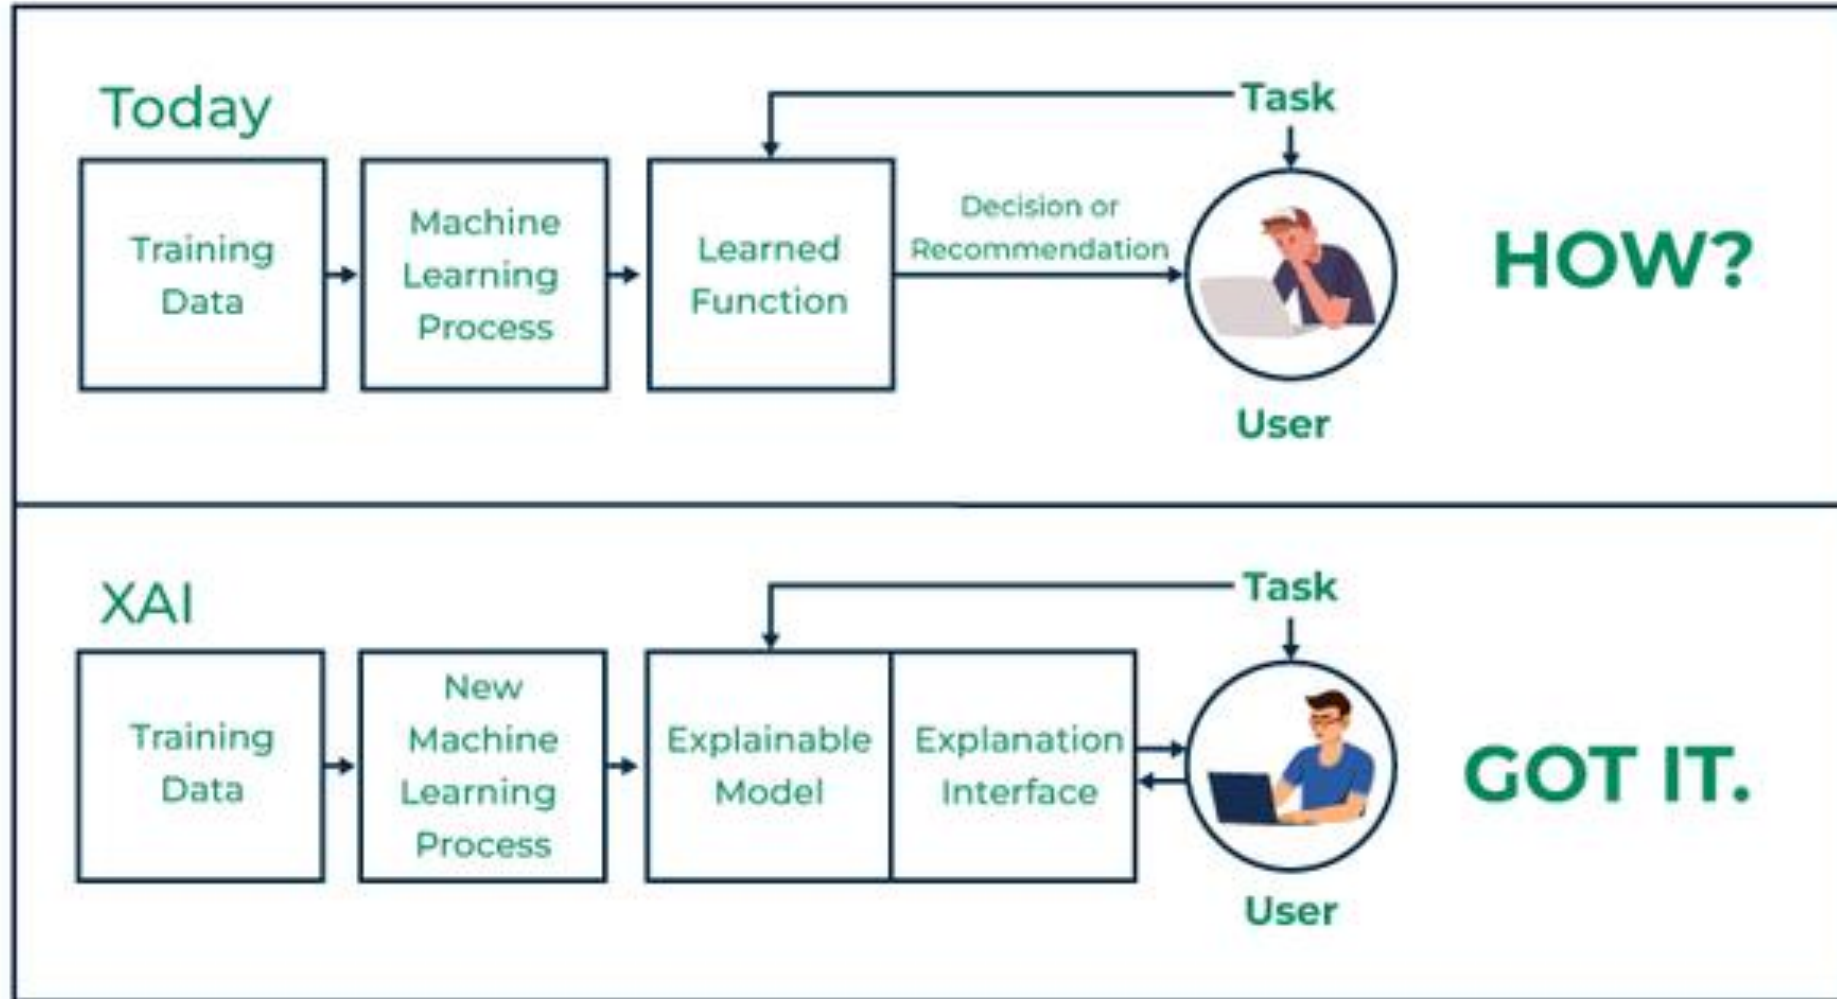 Today
Task
Training
Data
Machine
Learning
Process
Learned
Function
Decision or
Recommendation
User
HOW?
XAI
Task
Training
Data
New
Machine
Learning
Process
Explainable
Model
Explanation
Interface
User
GOT IT.